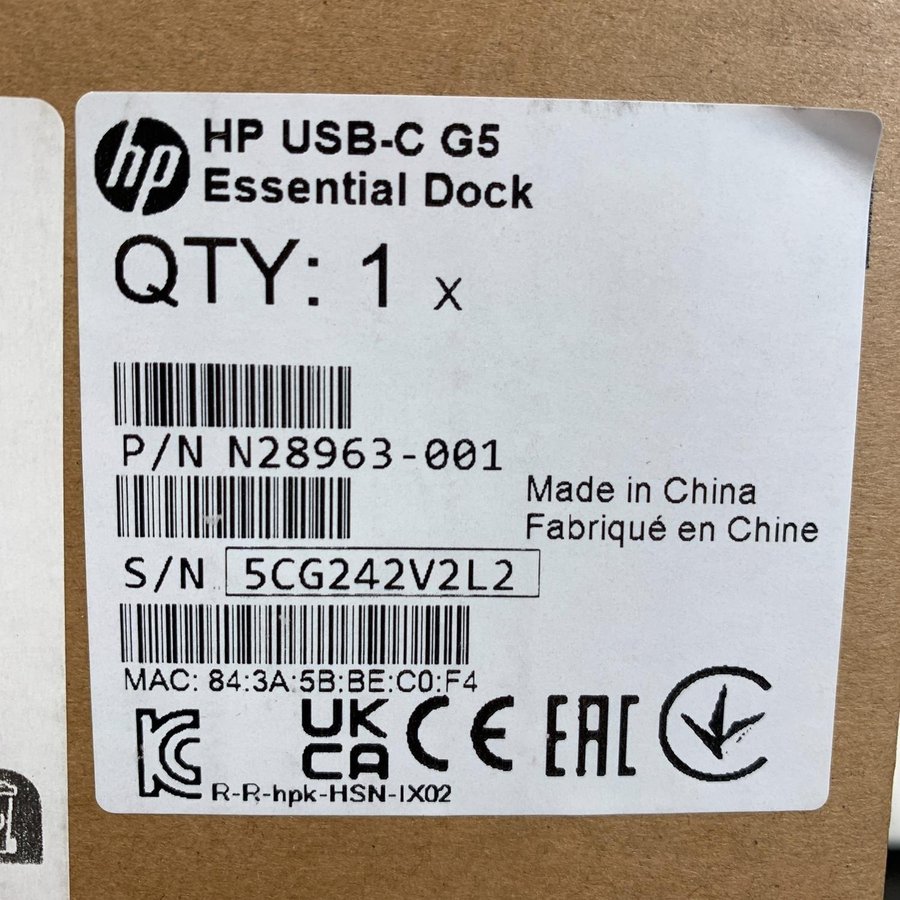 hp HP USB-C G5
Essential Dock
QTY: 1 x
P/N N28963-001
Made in China
Fabriqué en Chine
S/N 5CG242V2L2
MAC: 84:3A:5B:BE:C0:F4
UK
CA
CE EAC
KC
R-R-hpk-HSN-IX02